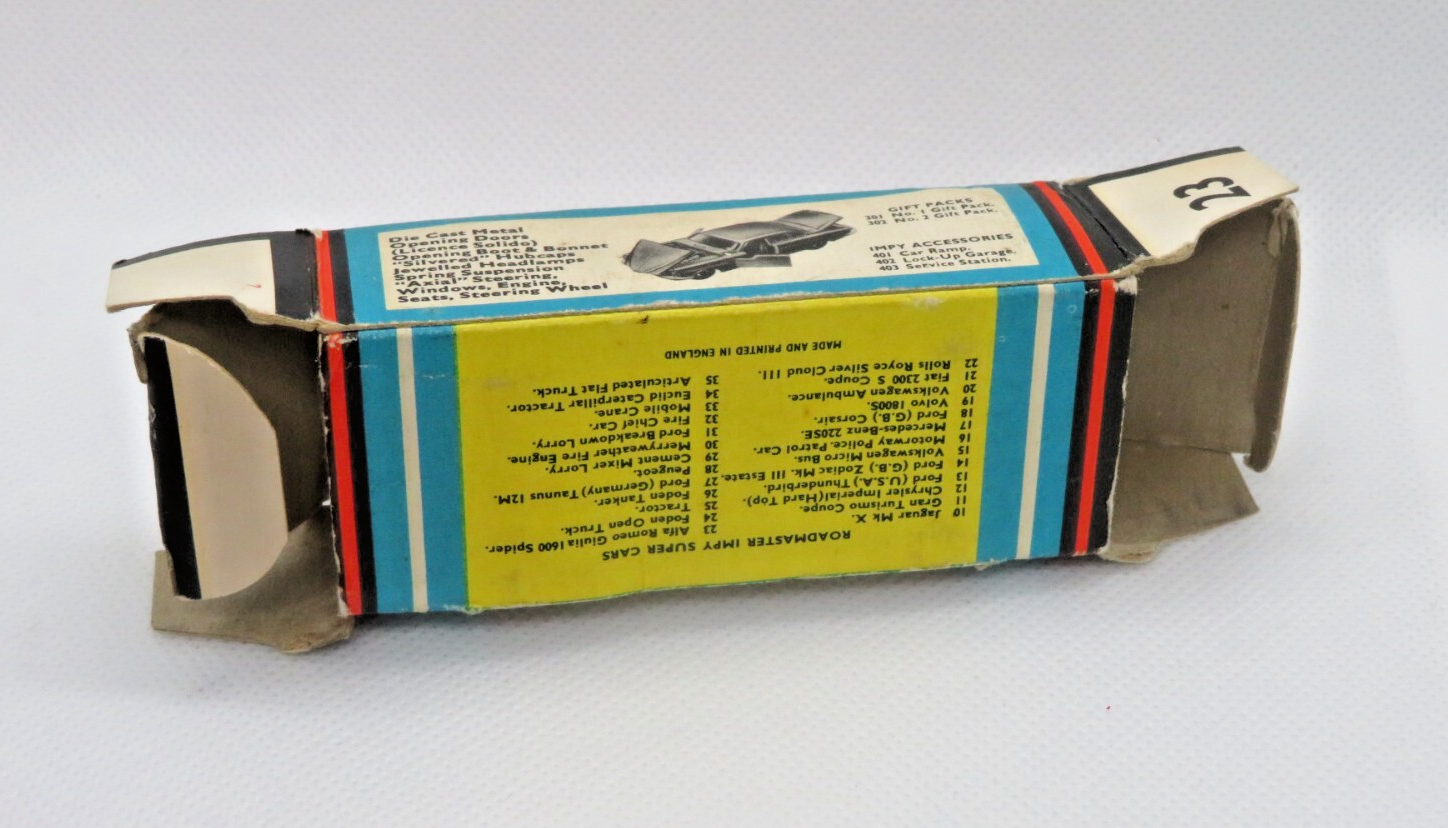 Die Cast Metal
Opening Doors
(Licence Solido)
Opening Boot & Bonnet
"Silvered" Hubcaps
Jewelled Headlamps
Spring Suspension
"Axial" Steering,
Windows, Engine,
Seats, Steering Wheel
GIFT PACKS
301 No. 1 Gift Pack.
302 No. 2 Gift Pack.
IMPY ACCESSORIES
401 Car Ramp.
402 Lock-Up Garage.
403 Service Station.
23
ROADMASTER IMPY SUPER CARS
10 Jaguar Mk X.
11 Gran Turismo Coupe.
12 Chrysler Imperial (Hard Top).
13 Ford (U.S.A.) Thunderbird.
14 Ford (G.B.) Zodiac Mk. III Estate.
15 Volkswagen Micro Bus.
16 Motorway Police Patrol Car.
17 Mercedes-Benz 220SE.
18 Ford (G.B.) Corsair.
19 Volvo 1800S.
20 Volkswagen Ambulance.
21 Fiat 2300 S Coupe.
22 Rolls Royce Silver Cloud III.
23 Alfa Romeo Giulia 1600 Spider.
24 Foden Open Truck.
25 Tractor.
26 Foden Tanker.
27 Ford (Germany) Taunus 12M.
28 Peugeot.
29 Cement Mixer Lorry.
30 Merryweather Fire Engine.
31 Ford Breakdown Lorry.
32 Fire Chief Car.
33 Mobile Crane.
34 Euclid Caterpillar Tractor.
35 Articulated Flat Truck.
MADE AND PRINTED IN ENGLAND